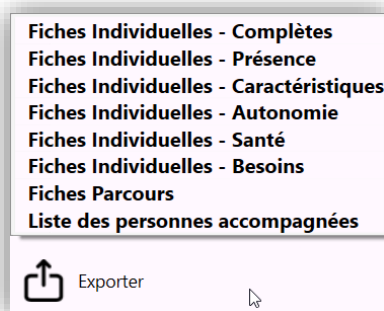 Fiches Individuelles - Complètes
Fiches Individuelles - Présence
Fiches Individuelles - Caractéristiques
Fiches Individuelles - Autonomie
Fiches Individuelles - Santé
Fiches Individuelles - Besoins
Fiches Parcours
Liste des personnes accompagnées
Exporter